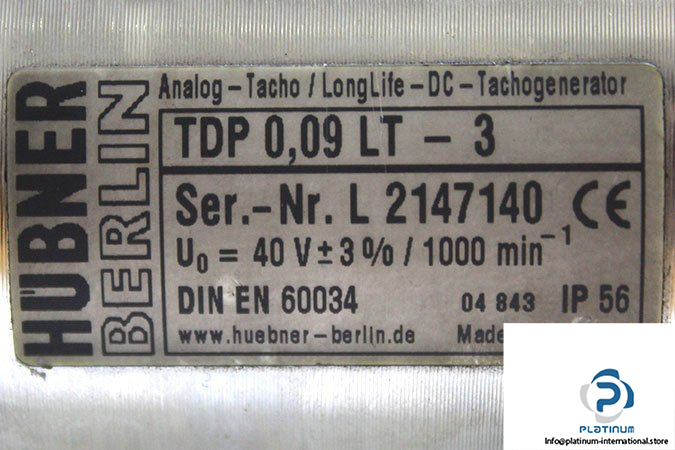 HÜBNER
BERLIN
Analog-Tacho / LongLife-DC-Tachogenerator
TDP 0,09 LT - 3
Ser.-Nr. L 2147140 CE
U₀ = 40 V ± 3 % / 1000 min⁻¹
DIN EN 60034 04 843 IP 56
www.huebner-berlin.de Made
PLATINUM
Info@platinum-international.store